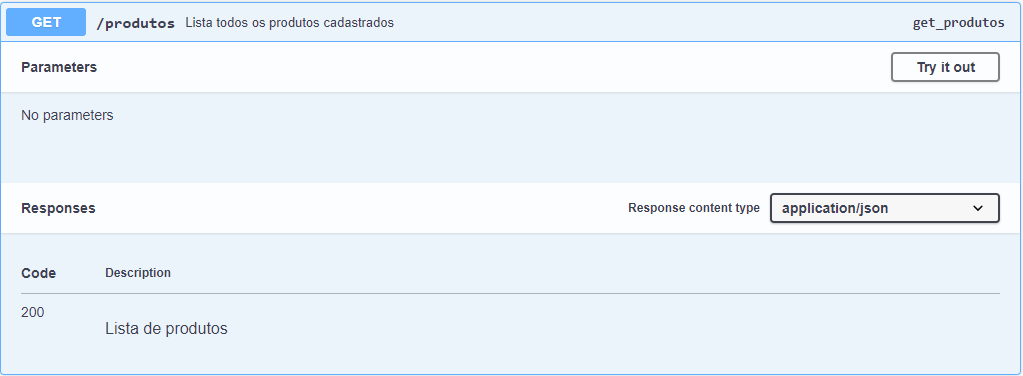 GET /produtos Lista todos os produtos cadastrados get_produtos
Parameters Try it out
No parameters
Responses Response content type application/json
Code Description
200
Lista de produtos